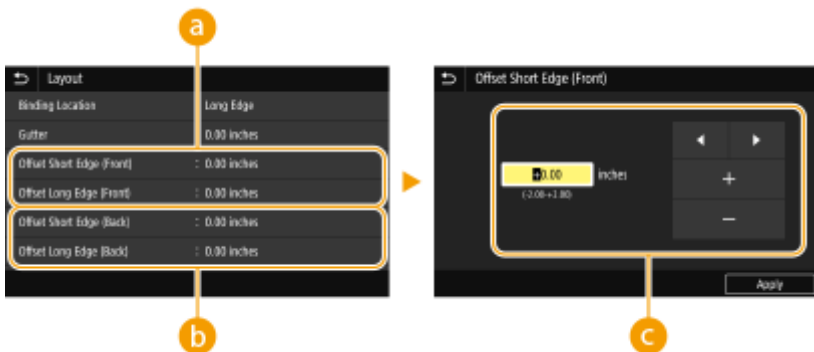 a
Layout
Binding Location Long Edge
Gutter 0.00 inches
Offset Short Edge (Front) : 0.00 inches
Offset Long Edge (Front) : 0.00 inches
Offset Short Edge (Back) : 0.00 inches
Offset Long Edge (Back) : 0.00 inches
b
Offset Short Edge (Front)
+0.00 inches
(-2.00-+2.00)
+
−
Apply
c